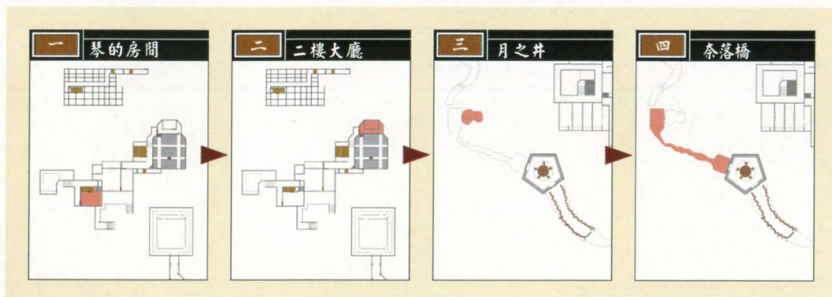 一 琴的房間
二 二樓大廳
三 月之井
四 奈落橋